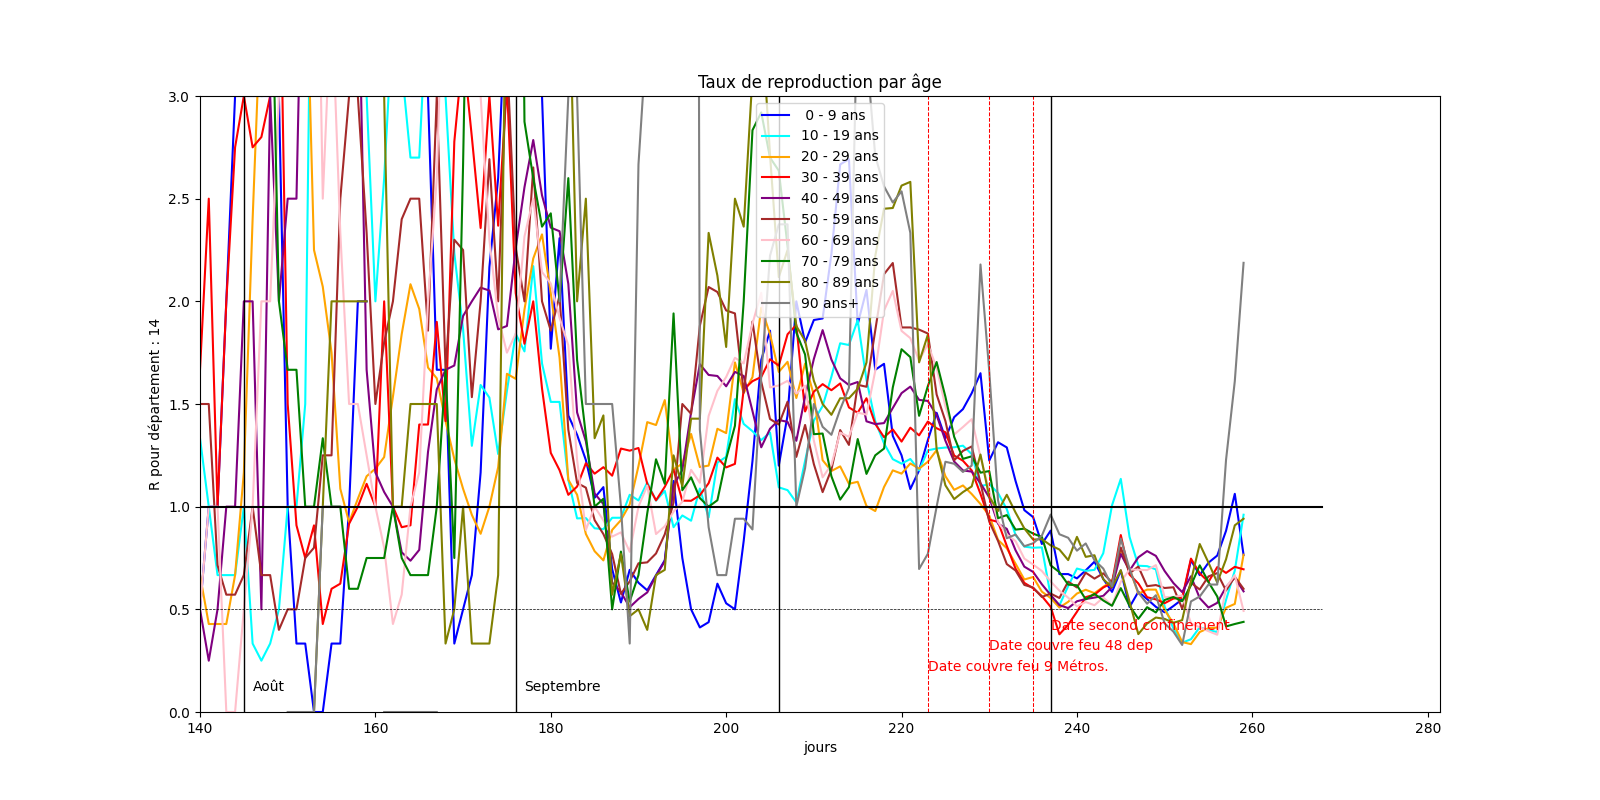 Taux de reproduction par âge
R pour département : 14
3.0
2.5
2.0
1.5
1.0
0.5
0.0
0 - 9 ans
10 - 19 ans
20 - 29 ans
30 - 39 ans
40 - 49 ans
50 - 59 ans
60 - 69 ans
70 - 79 ans
80 - 89 ans
90 ans+
Date second confinement
Date couvre feu 48 dep
Date couvre feu 9 Métros.
Août
Septembre
140
160
180
200
220
240
260
280
jours